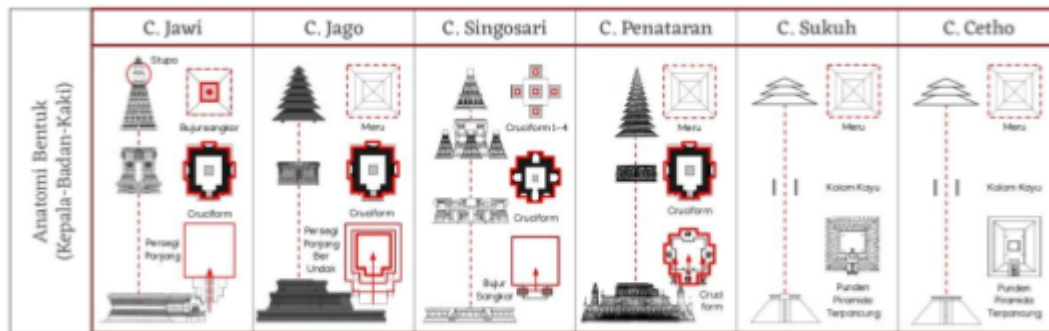 C. Jawi
C. Jago
C. Singosari
C. Penataran
C. Sukuh
C. Cetho
Anatomi Bentuk
(Kepala-Badan-Kaki)
Stupa
Bujursangkar
Cruciform
Persegi
Panjang
Meru
Cruciform
Persegi
Panjang
Ber
Undak
Cruciform 1-4
Cruciform
Bujur
Sangkar
Meru
Cruciform
Cruci
form
Meru
Kolom Kayu
Punden
Piramida
Terpancung
Meru
Kolom Kayu
Punden
Piramida
Terpancung